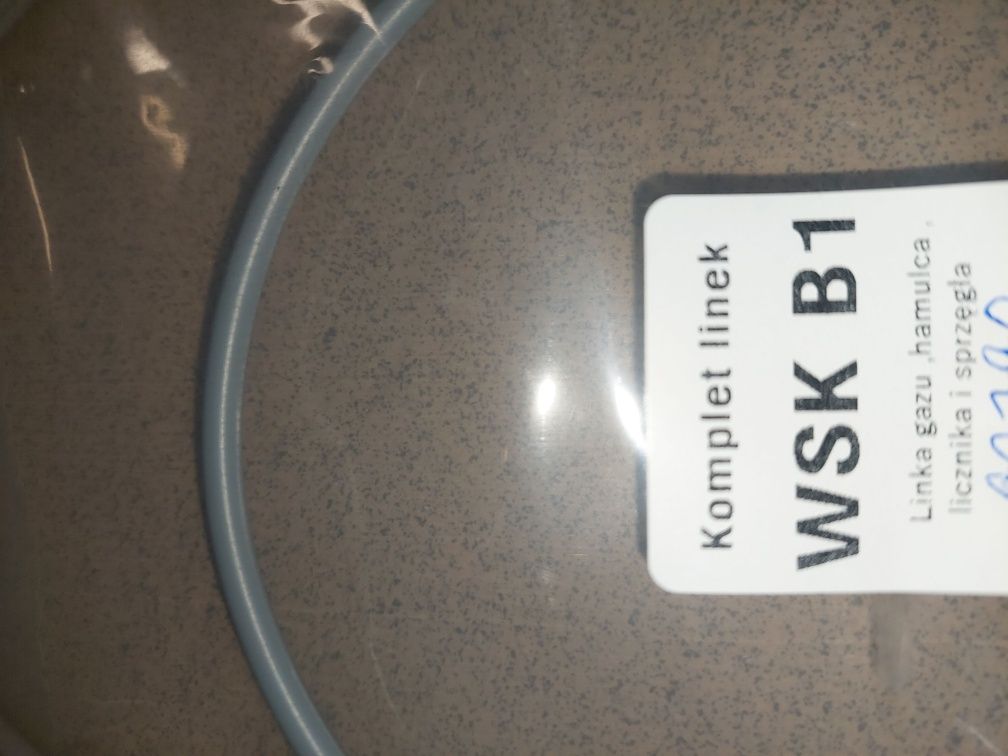 Komplet linek
WSK B1
Linka gazu ,hamulca ,
licznika i sprzęgła